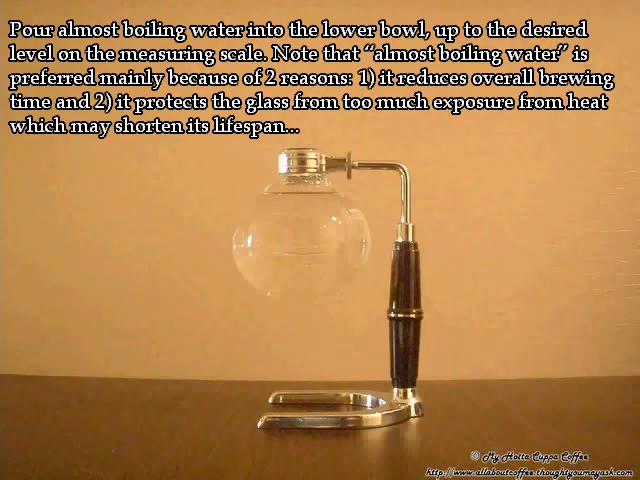 Pour almost boiling water into the lower bowl, up to the desired
level on the measuring scale. Note that “almost boiling water” is
preferred mainly because of 2 reasons: 1) it reduces overall brewing
time and 2) it protects the glass from too much exposure from heat
which may shorten its lifespan...
© My Hotta Cuppa Coffee
http://www.allaboutcoffee.thoughtyoumayask.com